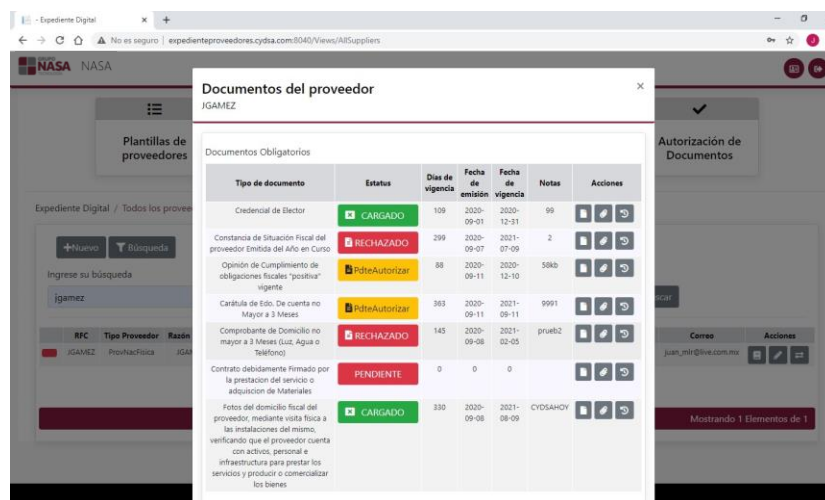 - Expediente Digital
No es seguro | expedienteproveedores.cydsa.com:8040/Views/AllSuppliers
GRUPO
NASA NASA
Plantillas de
proveedores
Autorización de
Documentos
Expediente Digital / Todos los provee
+Nuevo Búsqueda
Ingrese su búsqueda
jgamez
scar
RFC Tipo Proveedor Razón
Correo Acciones
JGAMEZ ProvNacFisica JGAM
juan_mlr@live.com.mx
Mostrando 1 Elementos de 1
Documentos del proveedor
JGAMEZ
Documentos Obligatorios
Tipo de documento Estatus Días de vigencia Fecha de emisión Fecha de vigencia Notas Acciones
Credencial de Elector CARGADO 109 2020-09-01 2020-12-31 99
Constancia de Situación Fiscal del
proveedor Emitida del Año en Curso
RECHAZADO 299 2020-09-07 2021-07-09 2
Opinión de Cumplimiento de
obligaciones fiscales "positiva"
vigente
PdteAutorizar 88 2020-09-11 2020-12-10 58kb
Carátula de Edo. De cuenta no
Mayor a 3 Meses
PdteAutorizar 363 2020-09-11 2021-09-11 9991
Comprobante de Domicilio no
mayor a 3 Meses (Luz, Agua o
Teléfono)
RECHAZADO 145 2020-09-08 2021-02-05 prueb2
Contrato debidamente Firmado por
la prestacion del servicio o
adquision de Materiales
PENDIENTE 0 0 0
Fotos del domicilio fiscal del
proveedor, mediante visita física a
las instalaciones del mismo,
verificando que el proveedor cuenta
con activos, personal e
infraestructura para prestar los
servicios y producir o comercializar
los bienes
CARGADO 330 2020-09-08 2021-08-09 CYDSAHOY